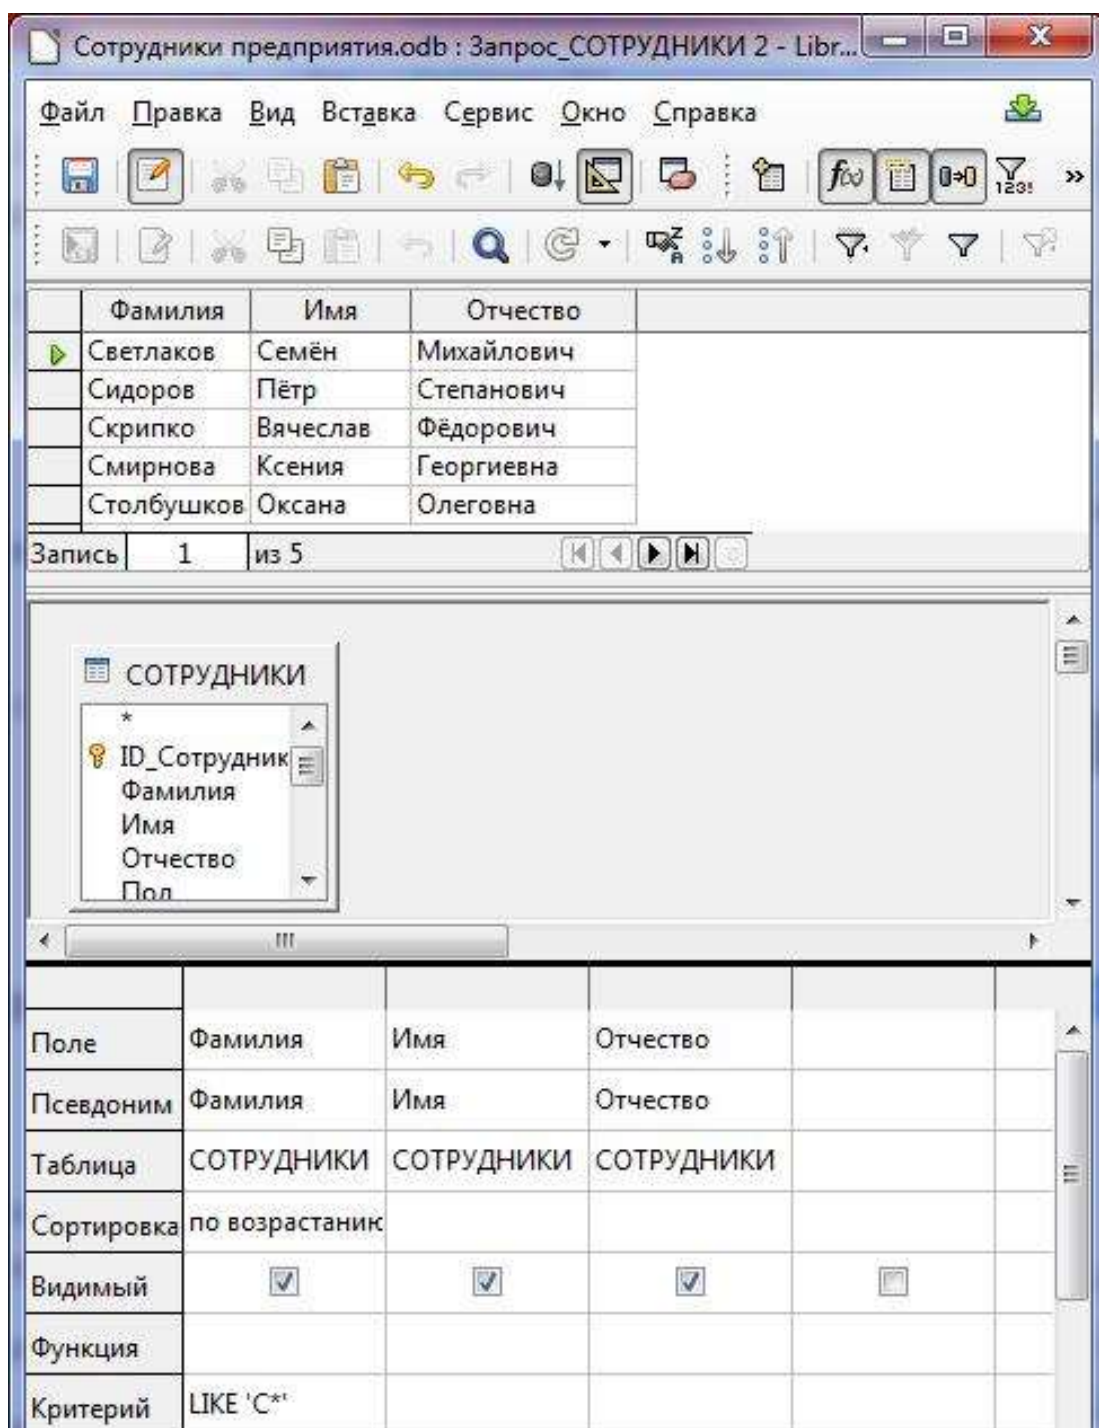 Сотрудники предприятия.odb : Запрос_СОТРУДНИКИ 2 - Libr...
Файл Правка Вид Вставка Сервис Окно Справка
f(x) 123!
Z A
Фамилия Имя Отчество
Светлаков Семён Михайлович
Сидоров Пётр Степанович
Скрипко Вячеслав Фёдорович
Смирнова Ксения Георгиевна
Столбушков Оксана Олеговна
Запись 1 из 5
СОТРУДНИКИ
*
ID_Сотрудник
Фамилия
Имя
Отчество
Пол
Поле Фамилия Имя Отчество
Псевдоним Фамилия Имя Отчество
Таблица СОТРУДНИКИ СОТРУДНИКИ СОТРУДНИКИ
Сортировка по возрастанию
Видимый
Функция
Критерий LIKE 'С*'